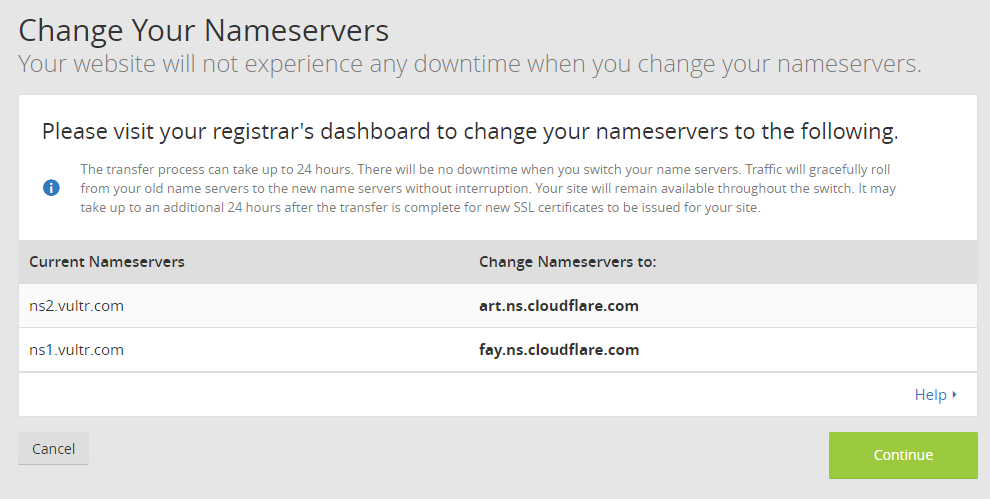 Change Your Nameservers
Your website will not experience any downtime when you change your nameservers.
Please visit your registrar's dashboard to change your nameservers to the following.
The transfer process can take up to 24 hours. There will be no downtime when you switch your name servers. Traffic will gracefully roll
from your old name servers to the new name servers without interruption. Your site will remain available throughout the switch. It may
take up to an additional 24 hours after the transfer is complete for new SSL certificates to be issued for your site.
Current Nameservers Change Nameservers to:
ns2.vultr.com art.ns.cloudflare.com
ns1.vultr.com fay.ns.cloudflare.com
Help
Cancel Continue